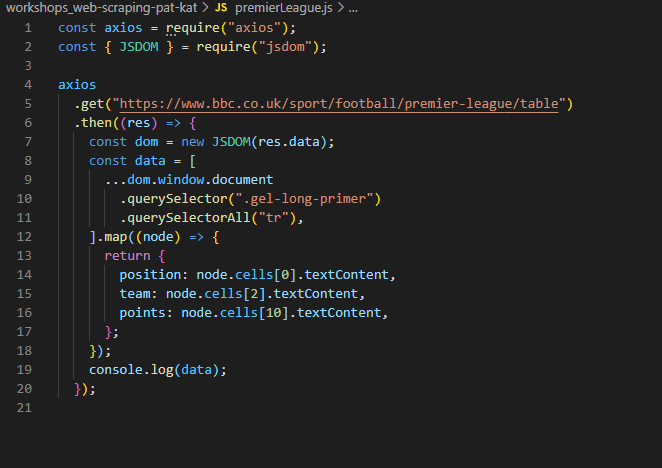 workshops_web-scraping-pat-kat > JS premierLeague.js > ...
1 const axios = require("axios");
2 const { JSDOM } = require("jsdom");
3
4 axios
5   .get("https://www.bbc.co.uk/sport/football/premier-league/table")
6   .then((res) => {
7     const dom = new JSDOM(res.data);
8     const data = [
9       ...dom.window.document
10         .querySelector(".gel-long-primer")
11         .querySelectorAll("tr"),
12     ].map((node) => {
13       return {
14         position: node.cells[0].textContent,
15         team: node.cells[2].textContent,
16         points: node.cells[10].textContent,
17       };
18     });
19     console.log(data);
20   });
21